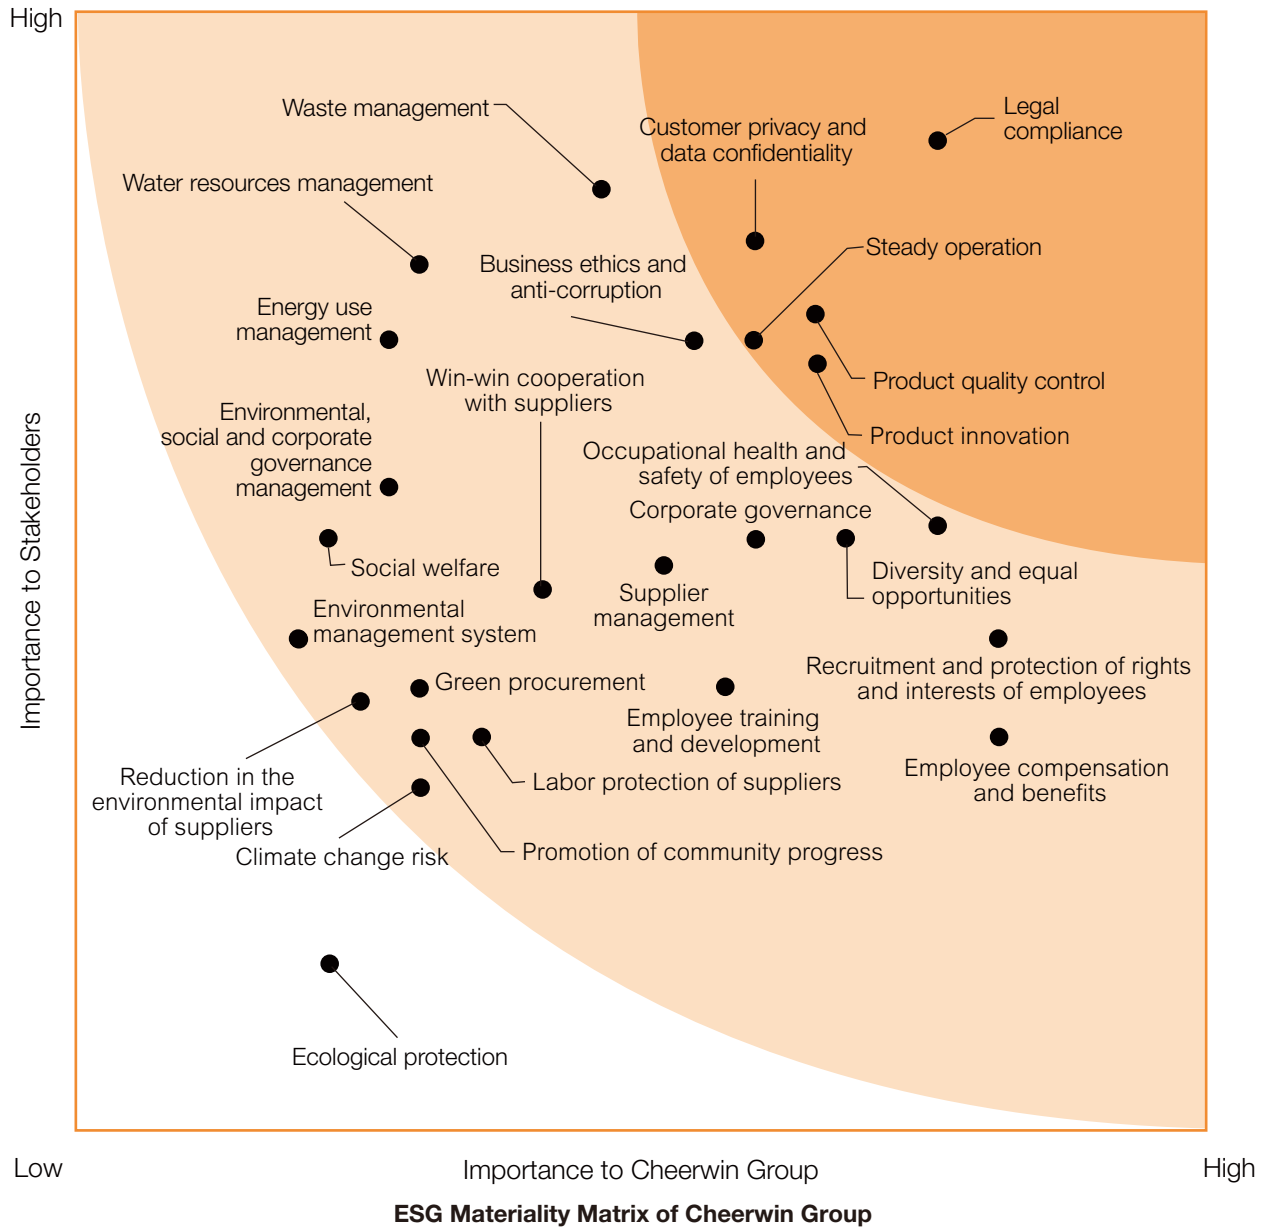 High
Waste management
Legal
compliance
Customer privacy and
data confidentiality
Water resources management
Steady operation
Business ethics and
anti-corruption
Energy use
management
Win-win cooperation
with suppliers
Product quality control
Environmental,
social and corporate
governance
management
Product innovation
Occupational health and
safety of employees
Corporate governance
Social welfare
Diversity and equal
opportunities
Supplier
management
Environmental
management system
Recruitment and protection of rights
and interests of employees
Green procurement
Employee training
and development
Employee compensation
and benefits
Reduction in the
environmental impact
of suppliers
Labor protection of suppliers
Climate change risk
Promotion of community progress
Ecological protection
Importance to Stakeholders
Low
Importance to Cheerwin Group
High
ESG Materiality Matrix of Cheerwin Group